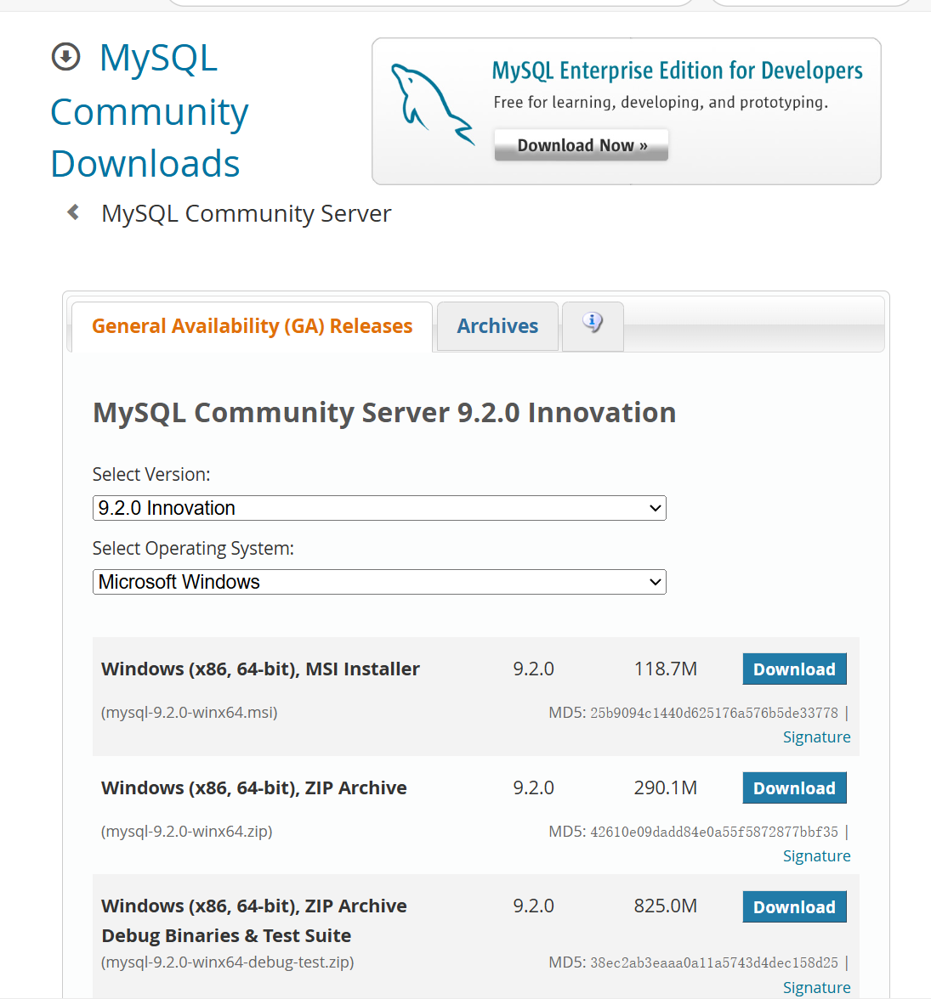 MySQL
Community
Downloads
MySQL Enterprise Edition for Developers
Free for learning, developing, and prototyping.
Download Now »
MySQL Community Server
General Availability (GA) Releases
Archives
MySQL Community Server 9.2.0 Innovation
Select Version:
9.2.0 Innovation
Select Operating System:
Microsoft Windows
Windows (x86, 64-bit), MSI Installer 9.2.0 118.7M Download
(mysql-9.2.0-winx64.msi) MD5: 25b9094c1440d625176a576b5de33778 |
Signature
Windows (x86, 64-bit), ZIP Archive 9.2.0 290.1M Download
(mysql-9.2.0-winx64.zip) MD5: 42610e09dadd84e0a55f5872877bbf35 |
Signature
Windows (x86, 64-bit), ZIP Archive 9.2.0 825.0M Download
Debug Binaries & Test Suite
(mysql-9.2.0-winx64-debug-test.zip) MD5: 38ec2ab3eaaa0a11a5743d4dec158d25 |
Signature